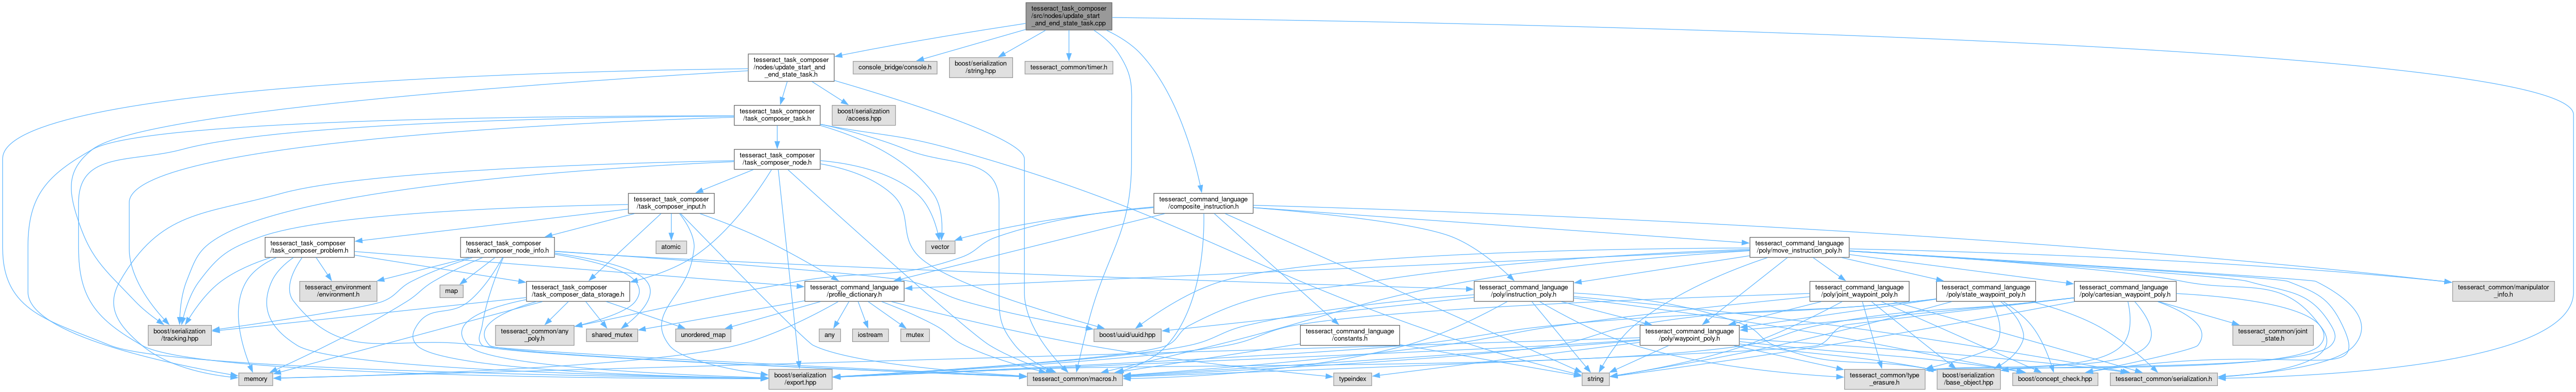 tesseract_task_composer
/src/nodes/update_start
_and_end_state_task.cpp
tesseract_task_composer
/nodes/update_start_and
_end_state_task.h
console_bridge/console.h
boost/serialization
/string.hpp
tesseract_common/timer.h
tesseract_task_composer
/task_composer_task.h
boost/serialization
/access.hpp
tesseract_task_composer
/task_composer_node.h
tesseract_task_composer
/task_composer_input.h
tesseract_command_language
/composite_instruction.h
tesseract_task_composer
/task_composer_problem.h
tesseract_task_composer
/task_composer_node_info.h
atomic
vector
tesseract_command_language
/poly/move_instruction_poly.h
tesseract_environment
/environment.h
map
tesseract_task_composer
/task_composer_data_storage.h
tesseract_command_language
/profile_dictionary.h
tesseract_command_language
/poly/instruction_poly.h
tesseract_command_language
/poly/joint_waypoint_poly.h
tesseract_command_language
/poly/state_waypoint_poly.h
tesseract_command_language
/poly/cartesian_waypoint_poly.h
tesseract_common/manipulator
_info.h
boost/serialization
/tracking.hpp
tesseract_common/any
_poly.h
shared_mutex
unordered_map
any
iostream
mutex
boost/uuid/uuid.hpp
tesseract_command_language
/constants.h
tesseract_command_language
/poly/waypoint_poly.h
tesseract_common/joint
_state.h
memory
boost/serialization
/export.hpp
tesseract_common/macros.h
typeindex
string
tesseract_common/type
_erasure.h
boost/serialization
/base_object.hpp
boost/concept_check.hpp
tesseract_common/serialization.h